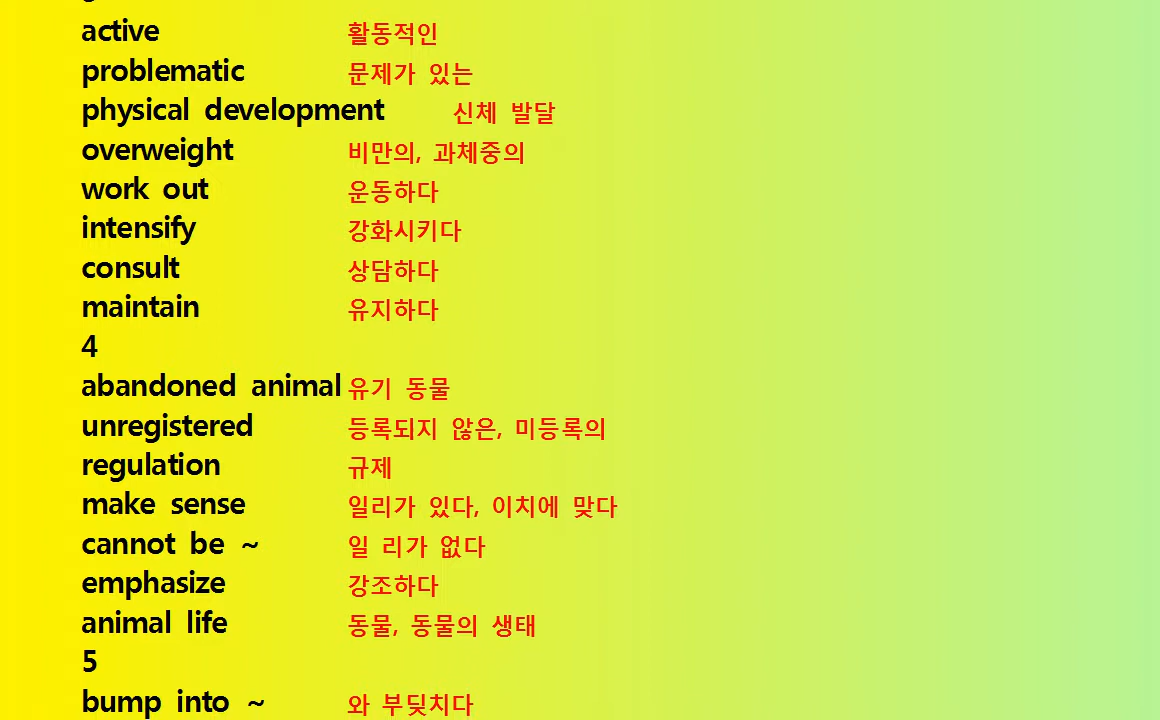 active 활동적인
problematic 문제가 있는
physical development 신체 발달
overweight 비만의, 과체중의
work out 운동하다
intensify 강화시키다
consult 상담하다
maintain 유지하다
4
abandoned animal 유기 동물
unregistered 등록되지 않은, 미등록의
regulation 규제
make sense 일리가 있다, 이치에 맞다
cannot be ~ 일 리가 없다
emphasize 강조하다
animal life 동물, 동물의 생태
5
bump into ~ 와 부딪치다